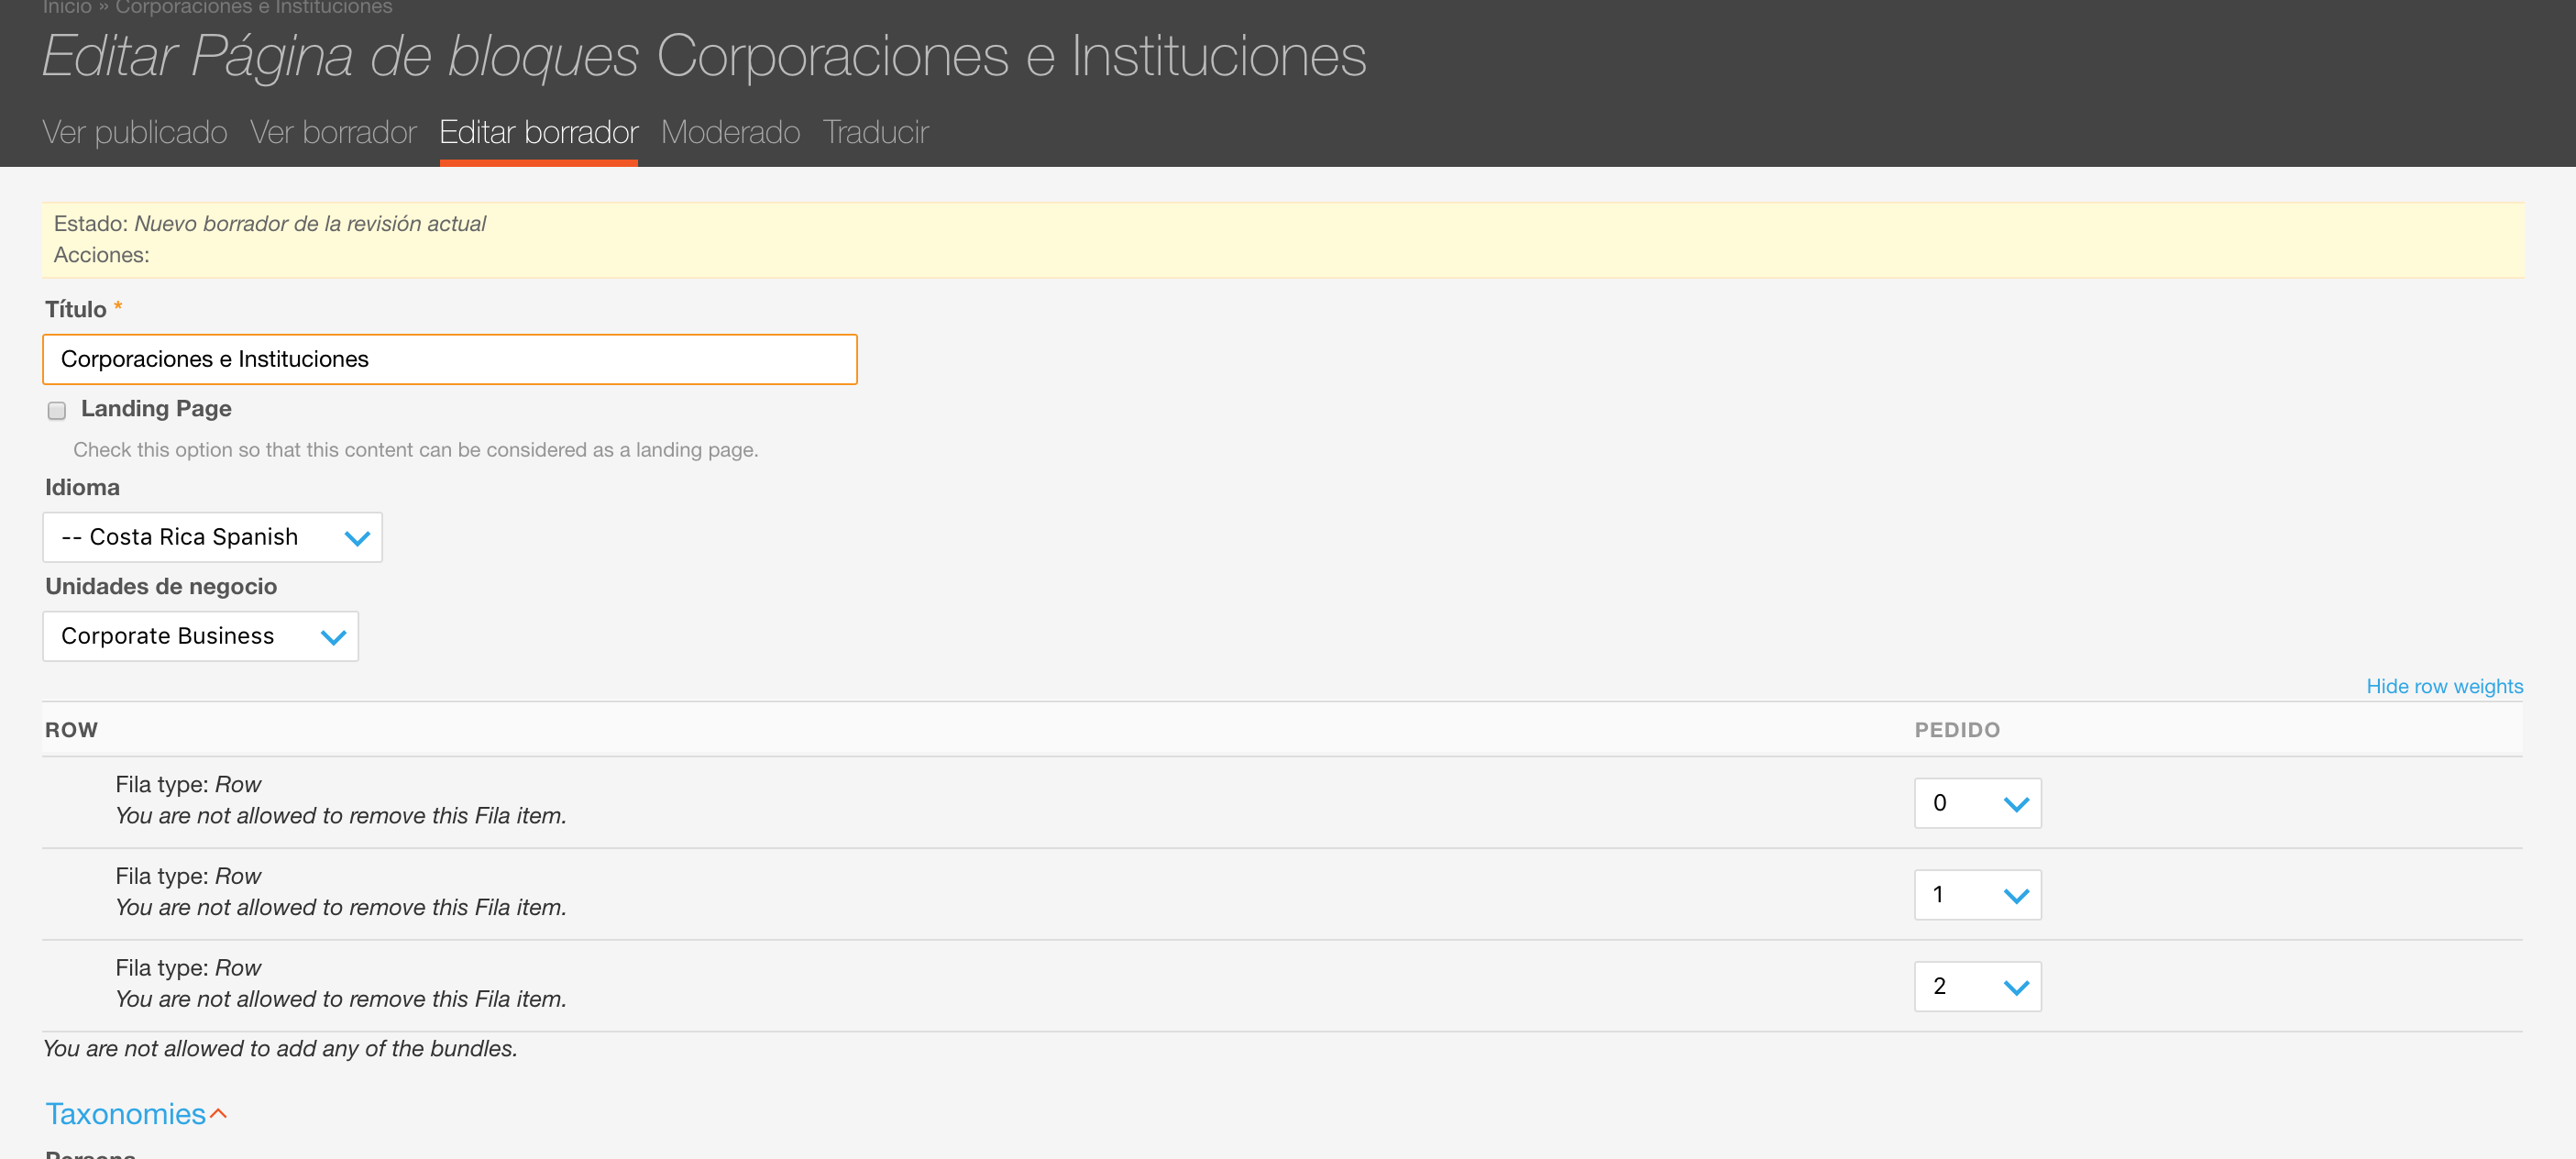 Inicio » Corporaciones e Instituciones
Editar Página de bloques Corporaciones e Instituciones
Ver publicado Ver borrador Editar borrador Moderado Traducir
Estado: Nuevo borrador de la revisión actual
Acciones:
Título *
Corporaciones e Instituciones
Landing Page
Check this option so that this content can be considered as a landing page.
Idioma
-- Costa Rica Spanish
Unidades de negocio
Corporate Business
Hide row weights
ROW PEDIDO
Fila type: Row
You are not allowed to remove this Fila item.
0
Fila type: Row
You are not allowed to remove this Fila item.
1
Fila type: Row
You are not allowed to remove this Fila item.
2
You are not allowed to add any of the bundles.
Taxonomies